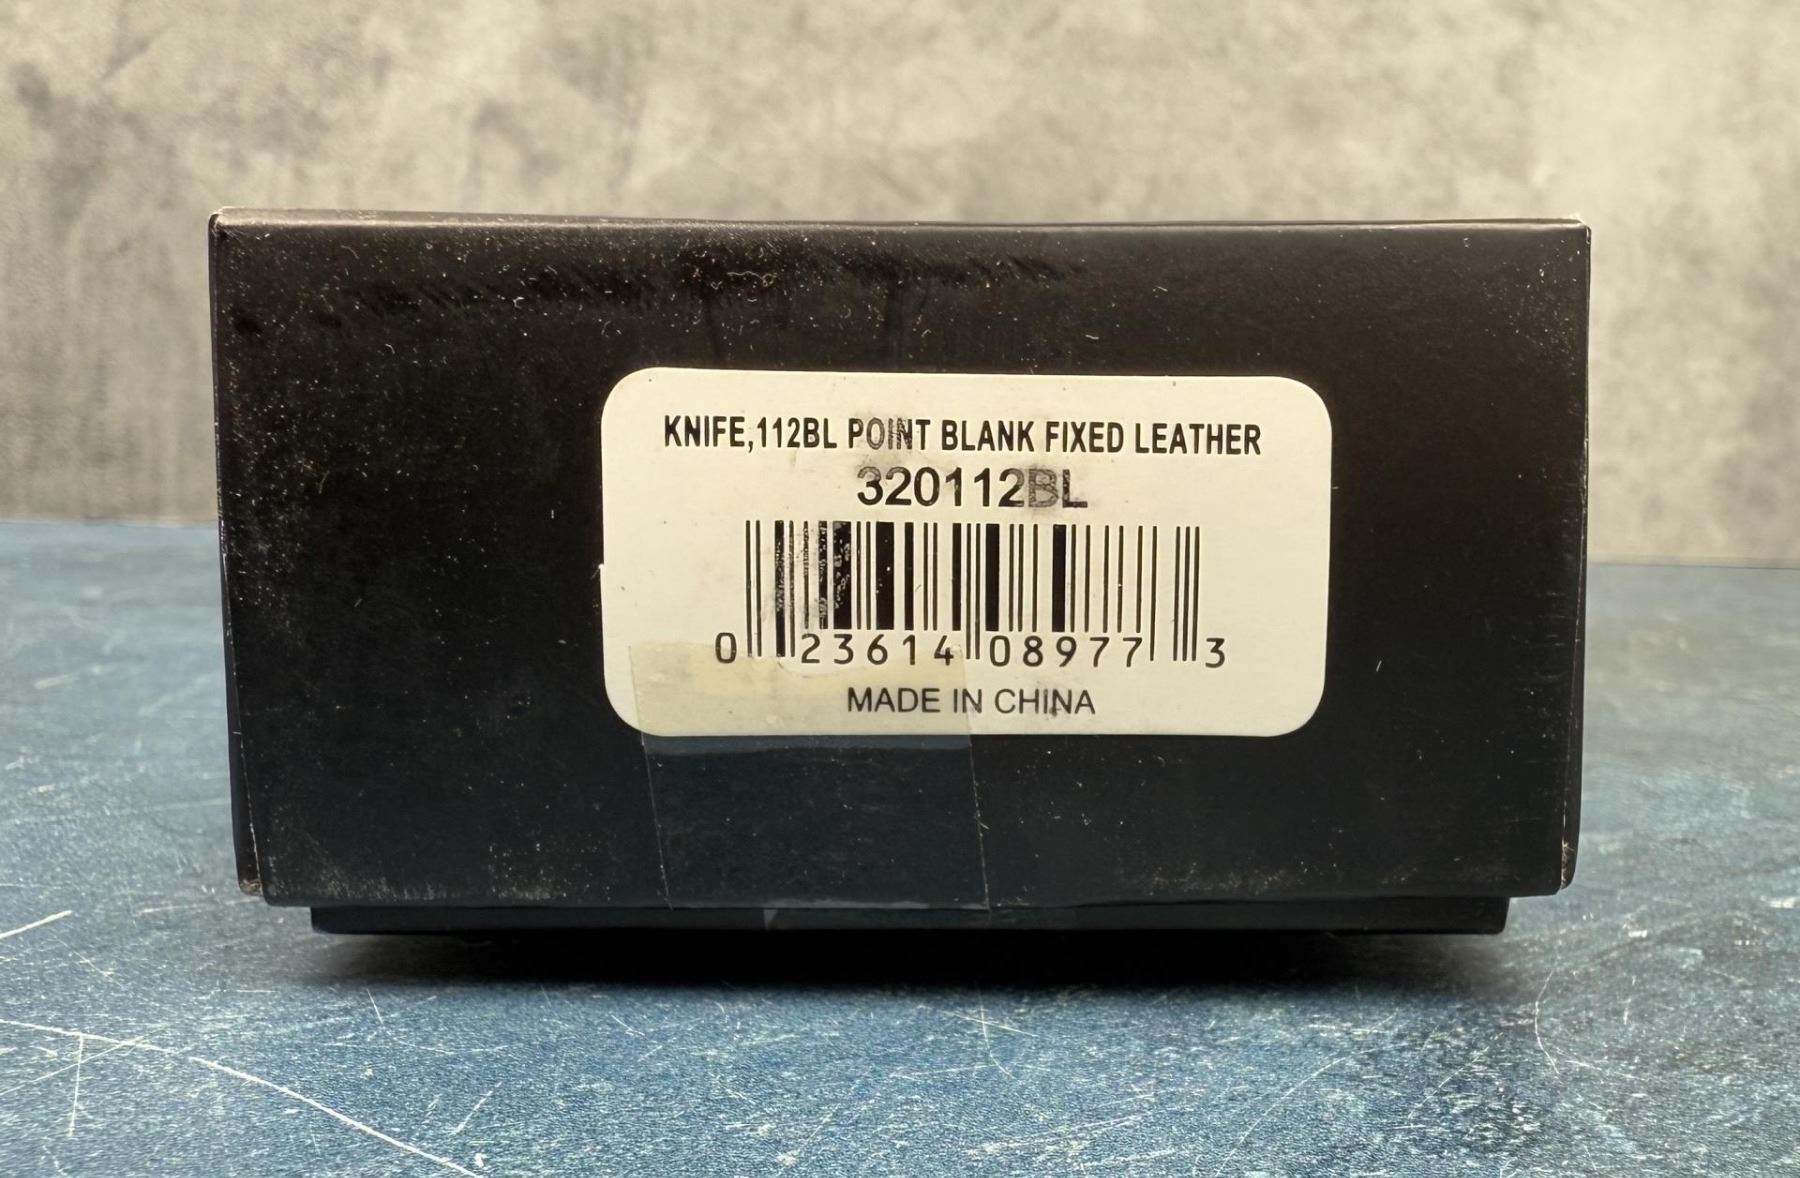 KNIFE,112BL POINT BLANK FIXED LEATHER
320112BL
0 23614 08977 3
MADE IN CHINA